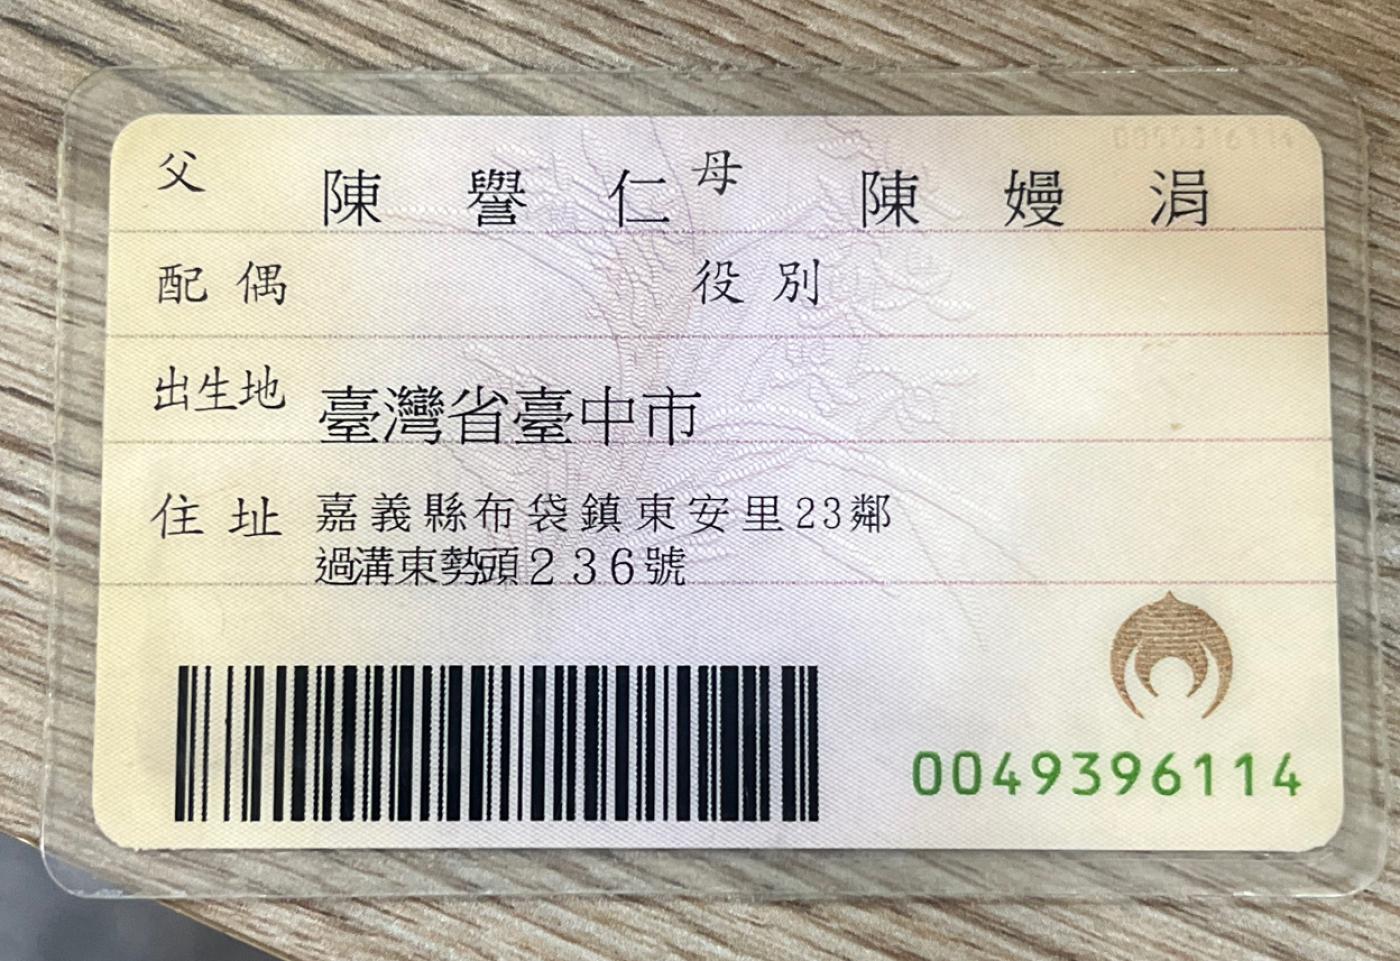 父 陳譽仁 母 陳嫚涓
配偶 役別
出生地 臺灣省臺中市
住址 嘉義縣布袋鎮東安里23鄰
過溝東勢頭236號
0049396114